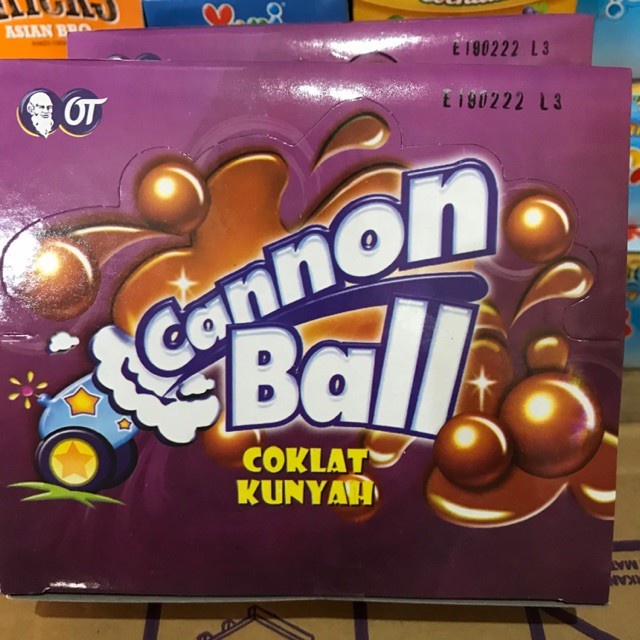 ASIAN BBQ
E190222 L3
E190222 L3
OT
Cannon
Ball
COKLAT
KUNYAH